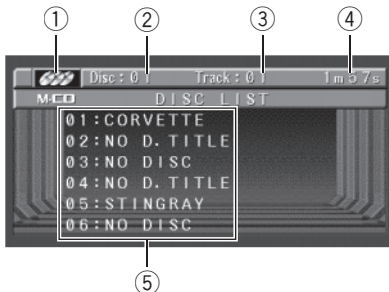 ① ② ③ ④
Disc: 01 Track: 01 1m57s
M-CD DISC LIST
01:CORVETTE
02:NO D.TITLE
03:NO DISC
04:NO D.TITLE
05:STINGRAY
06:NO DISC
⑤